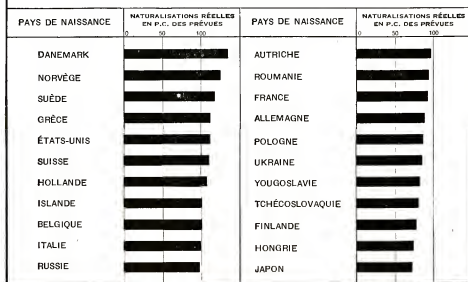 PAYS DE NAISSANCE
NATURALISATIONS RÉELLES
EN P.C. DES PRÉVUES
0 50 100
DANEMARK
NORVÈGE
SUÈDE
GRÈCE
ÉTATS-UNIS
SUISSE
HOLLANDE
ISLANDE
BELGIQUE
ITALIE
RUSSIE
PAYS DE NAISSANCE
NATURALISATIONS RÉELLES
EN P.C. DES PRÉVUES
0 50 100
AUTRICHE
ROUMANIE
FRANCE
ALLEMAGNE
POLOGNE
UKRAINE
YOUGOSLAVIE
TCHÉCOSLOVAQUIE
FINLANDE
HONGRIE
JAPON